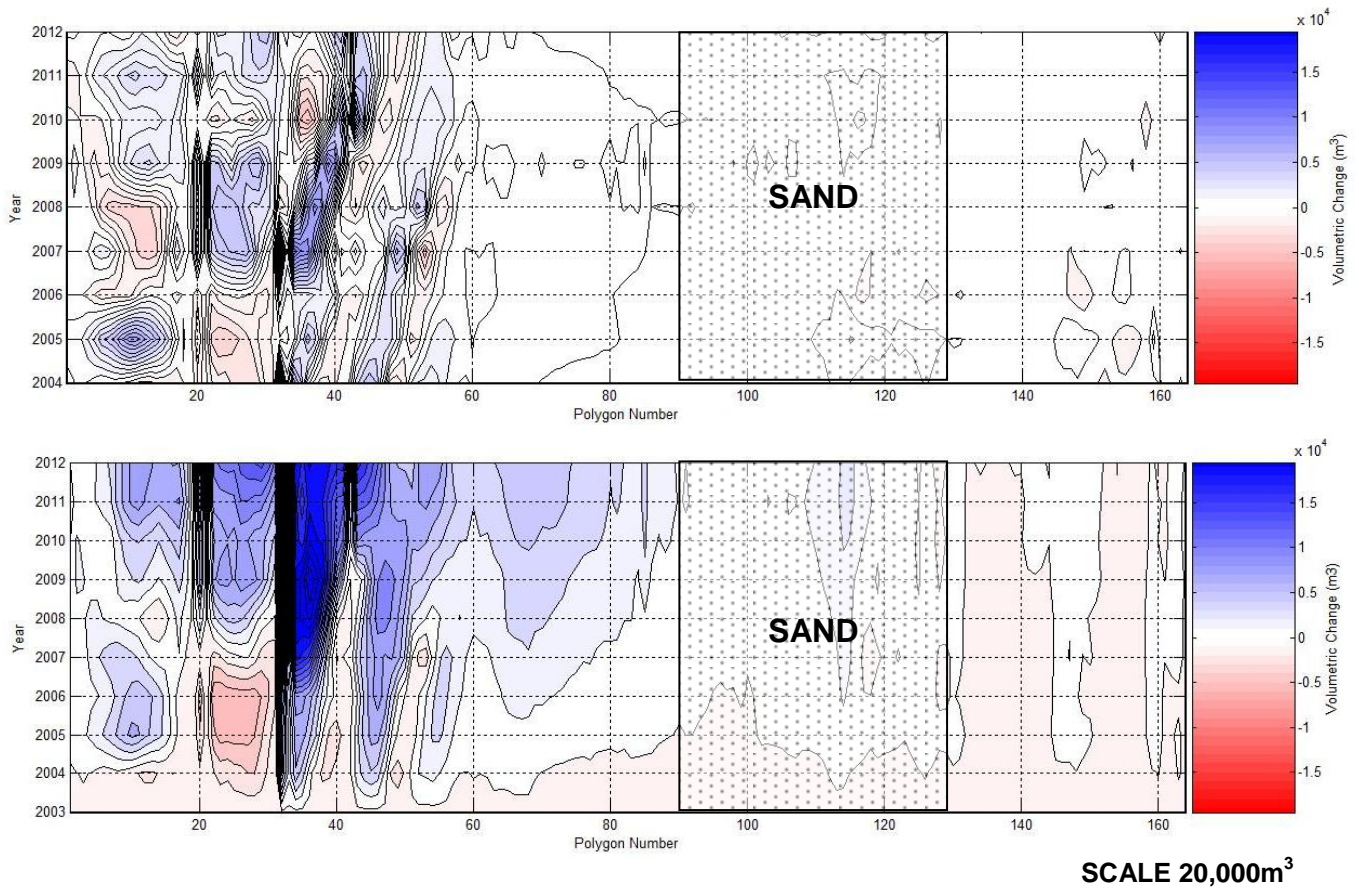 x 10⁴
2012
2011
2010
2009
2008
2007
2006
2005
2004
Year
20 40 60 80 100 120 140 160
Polygon Number
SAND
1.5
1
0.5
0
-0.5
-1
-1.5
Volumetric Change (m³)
x 10⁴
2012
2011
2010
2009
2008
2007
2006
2005
2004
2003
Year
20 40 60 80 100 120 140 160
Polygon Number
SAND
1.5
1
0.5
0
-0.5
-1
-1.5
Volumetric Change (m3)
SCALE 20,000m³